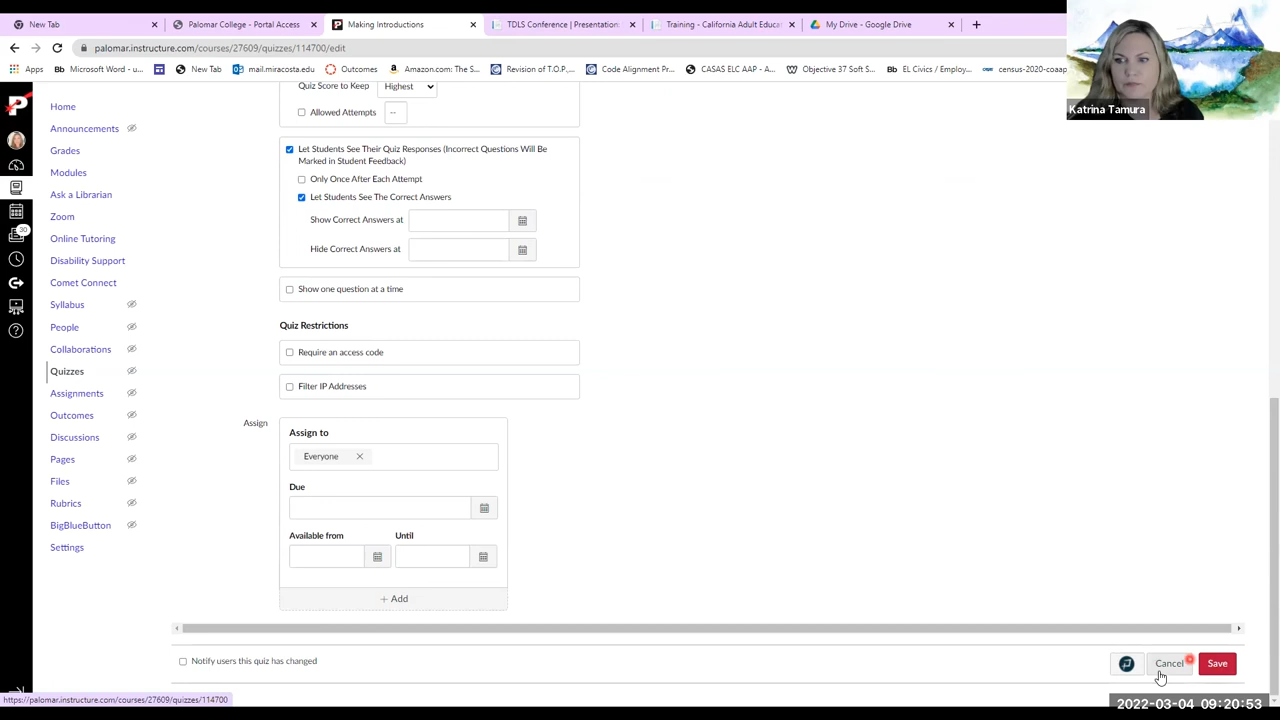 New Tab
Palomar College - Portal Access
Making Introductions
TDLS Conference | Presentation
Training - California Adult Educa
My Drive - Google Drive
palomar.instructure.com/courses/27609/quizzes/114700/edit
Apps
Bb
Microsoft Word - u...
New Tab
mail.miracosta...
Outcomes
Amazon.com: The S...
Revision of T.O.P,...
Code Alignment Pr...
CASAS ELC AAP - A...
Objective 37 Soft S...
Bb
EL Civics / Employ...
census-2020-coaap
Katrina Tamura
P
30
Home
Announcements
Grades
Modules
Ask a Librarian
Zoom
Online Tutoring
Disability Support
Comet Connect
Syllabus
People
Collaborations
Quizzes
Assignments
Outcomes
Discussions
Pages
Files
Rubrics
BigBlueButton
Settings
Quiz Score to Keep
Highest
Allowed Attempts
--
Let Students See Their Quiz Responses (Incorrect Questions Will Be
Marked in Student Feedback)
Only Once After Each Attempt
Let Students See The Correct Answers
Show Correct Answers at
Hide Correct Answers at
Show one question at a time
Quiz Restrictions
Require an access code
Filter IP Addresses
Assign
Assign to
Everyone
Due
Available from
Until
+ Add
Notify users this quiz has changed
Cancel
Save
https://palomar.instructure.com/courses/27609/quizzes/114700
2022-03-04 09:20:53